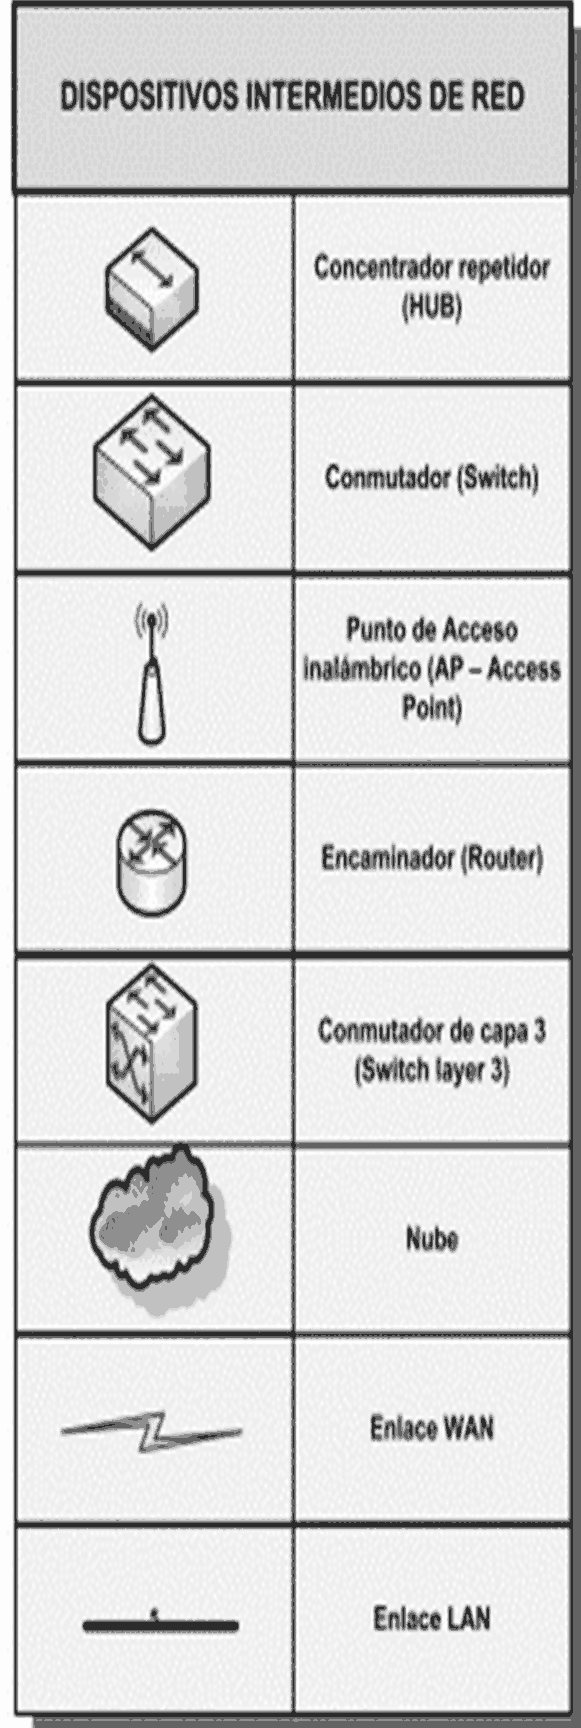 DISPOSITIVOS INTERMEDIOS DE RED
Concentrador repetidor
(HUB)
Conmutador (Switch)
Punto de Acceso
inalámbrico (AP – Access
Point)
Encaminador (Router)
Conmutador de capa 3
(Switch layer 3)
Nube
Enlace WAN
Enlace LAN